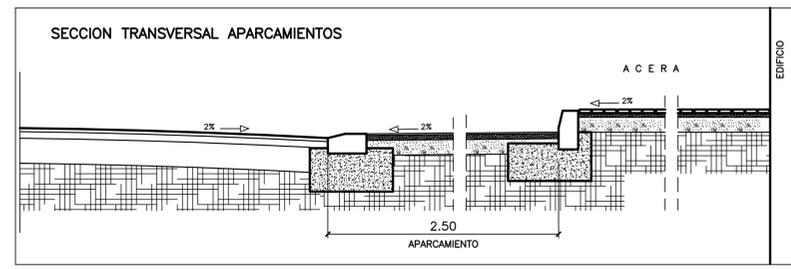 SECCION TRANSVERSAL APARCAMIENTOS
ACERA
EDIFICIO
2%
2%
2%
2.50
APARCAMIENTO